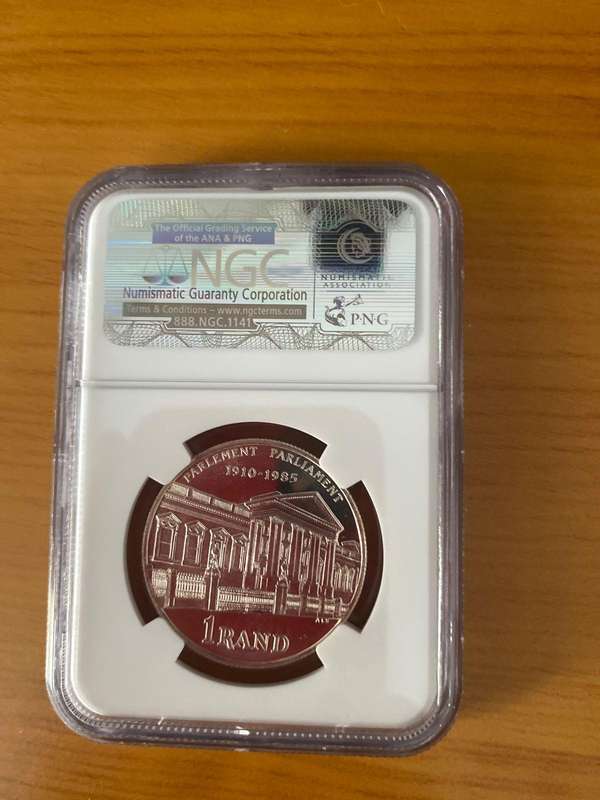 The Official Grading Service
of the ANA & PNG
NGC
Numismatic Guaranty Corporation
Terms & Conditions – www.ngcterms.com
888.NGC.1141
NUMISMATIC
ASSOCIATION
PNG
PARLEMENT PARLIAMENT
1910-1985
ALS
1 RAND